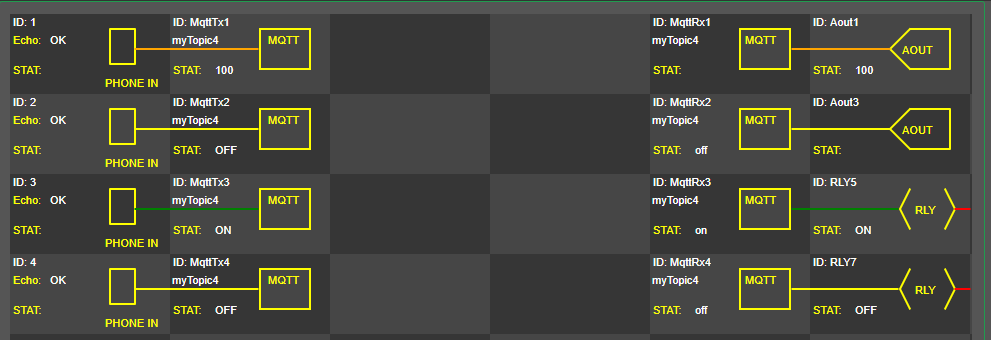 ID: 1 ID: MqttTx1 ID: MqttRx1 ID: Aout1
Echo: OK myTopic4 MQTT myTopic4 MQTT
AOUT
STAT: STAT: 100 STAT: STAT: 100
PHONE IN
ID: 2 ID: MqttTx2 ID: MqttRx2 ID: Aout3
Echo: OK myTopic4 MQTT myTopic4 MQTT
AOUT
STAT: STAT: OFF STAT: off STAT:
PHONE IN
ID: 3 ID: MqttTx3 ID: MqttRx3 ID: RLY5
Echo: OK myTopic4 MQTT myTopic4 MQTT
RLY
STAT: STAT: ON STAT: on STAT: ON
PHONE IN
ID: 4 ID: MqttTx4 ID: MqttRx4 ID: RLY7
Echo: OK myTopic4 MQTT myTopic4 MQTT
RLY
STAT: STAT: OFF STAT: off STAT: OFF
PHONE IN